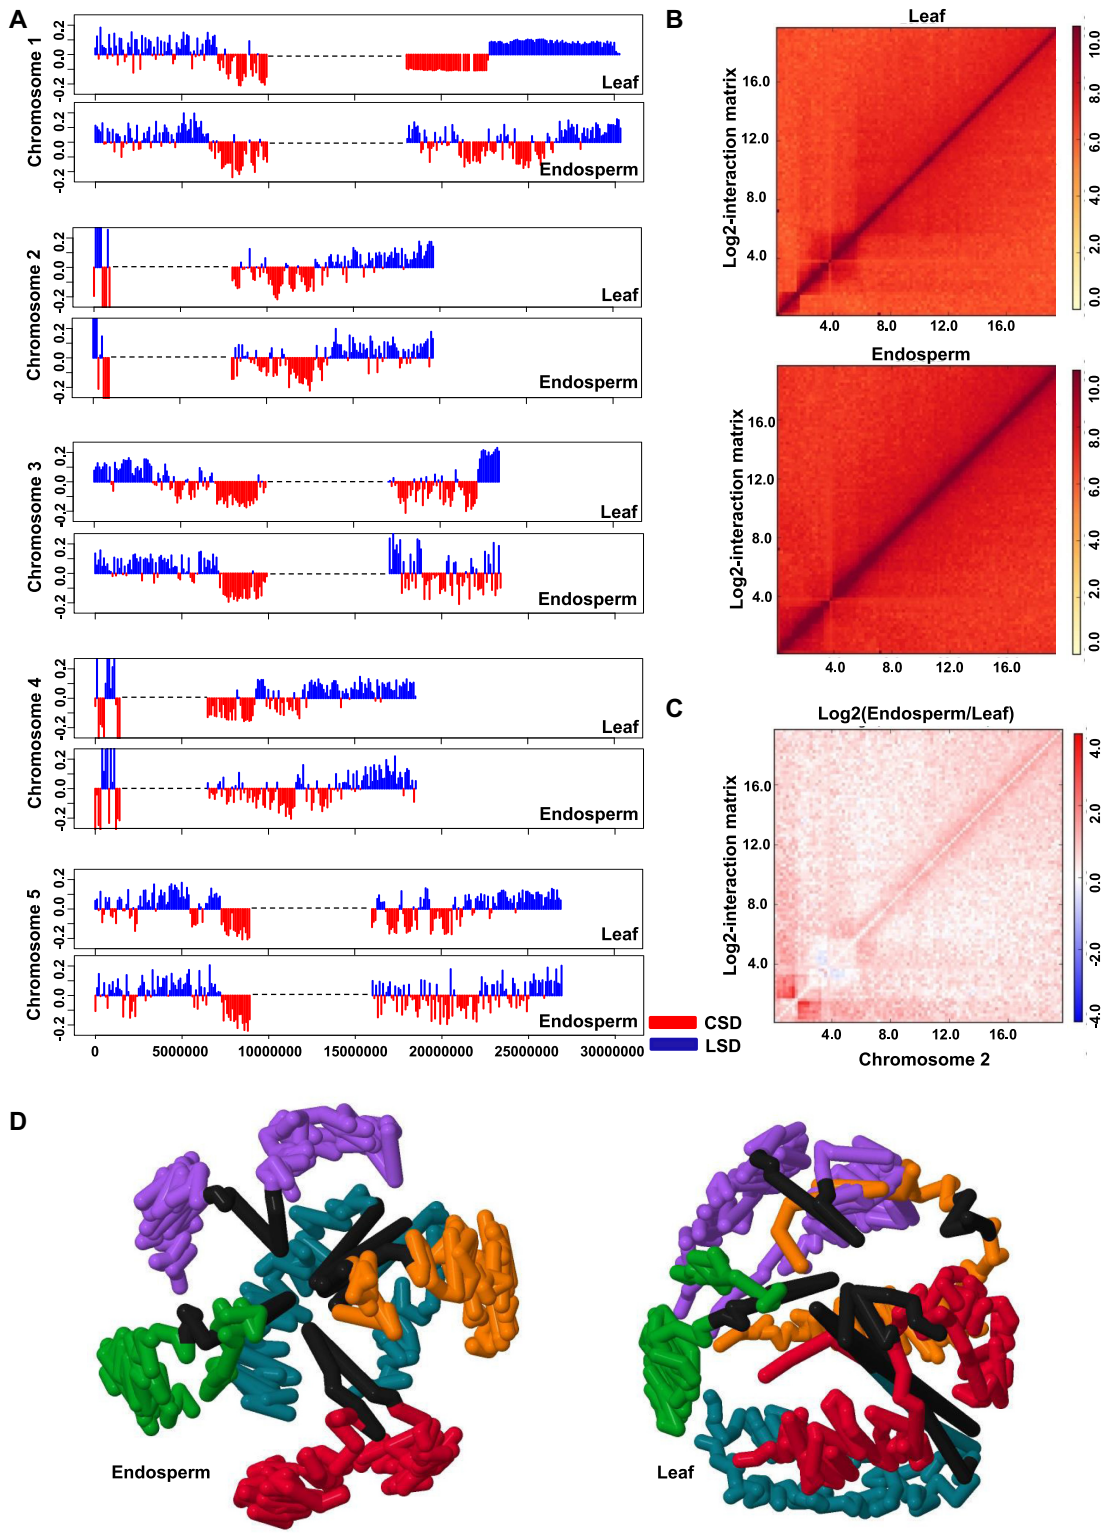 A
Chromosome 1
0.2
0.0
-0.2
Leaf
0.2
0.0
-0.2
Endosperm
Chromosome 2
0.2
0.0
-0.2
Leaf
0.2
0.0
-0.2
Endosperm
Chromosome 3
0.2
0.0
-0.2
Leaf
0.2
0.0
-0.2
Endosperm
Chromosome 4
0.2
0.0
-0.2
Leaf
0.2
0.0
-0.2
Endosperm
Chromosome 5
0.2
0.0
-0.2
Leaf
0.2
0.0
-0.2
Endosperm
0 5000000 10000000 15000000 20000000 25000000 30000000
CSD
LSD
B
Leaf
Log2-interaction matrix
16.0
12.0
8.0
4.0
4.0 8.0 12.0 16.0
10.0
8.0
6.0
4.0
2.0
0.0
Endosperm
Log2-interaction matrix
16.0
12.0
8.0
4.0
4.0 8.0 12.0 16.0
10.0
8.0
6.0
4.0
2.0
0.0
C
Log2(Endosperm/Leaf)
Log2-interaction matrix
16.0
12.0
8.0
4.0
4.0 8.0 12.0 16.0
Chromosome 2
4.0
2.0
0.0
-2.0
-4.0
D
Endosperm
Leaf